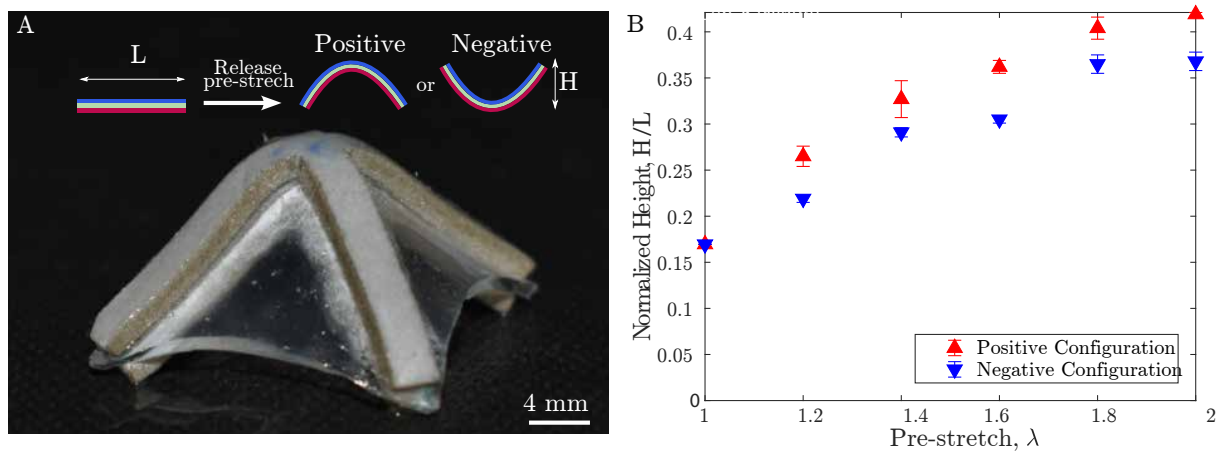 A
L
Release
pre-strech
Positive
or
Negative
H
4 mm
B
Normalized Height, H/L
0.4
0.35
0.3
0.25
0.2
0.15
0.1
0.05
0
1
1.2
1.4
1.6
1.8
2
Pre-stretch, λ
Positive Configuration
Negative Configuration